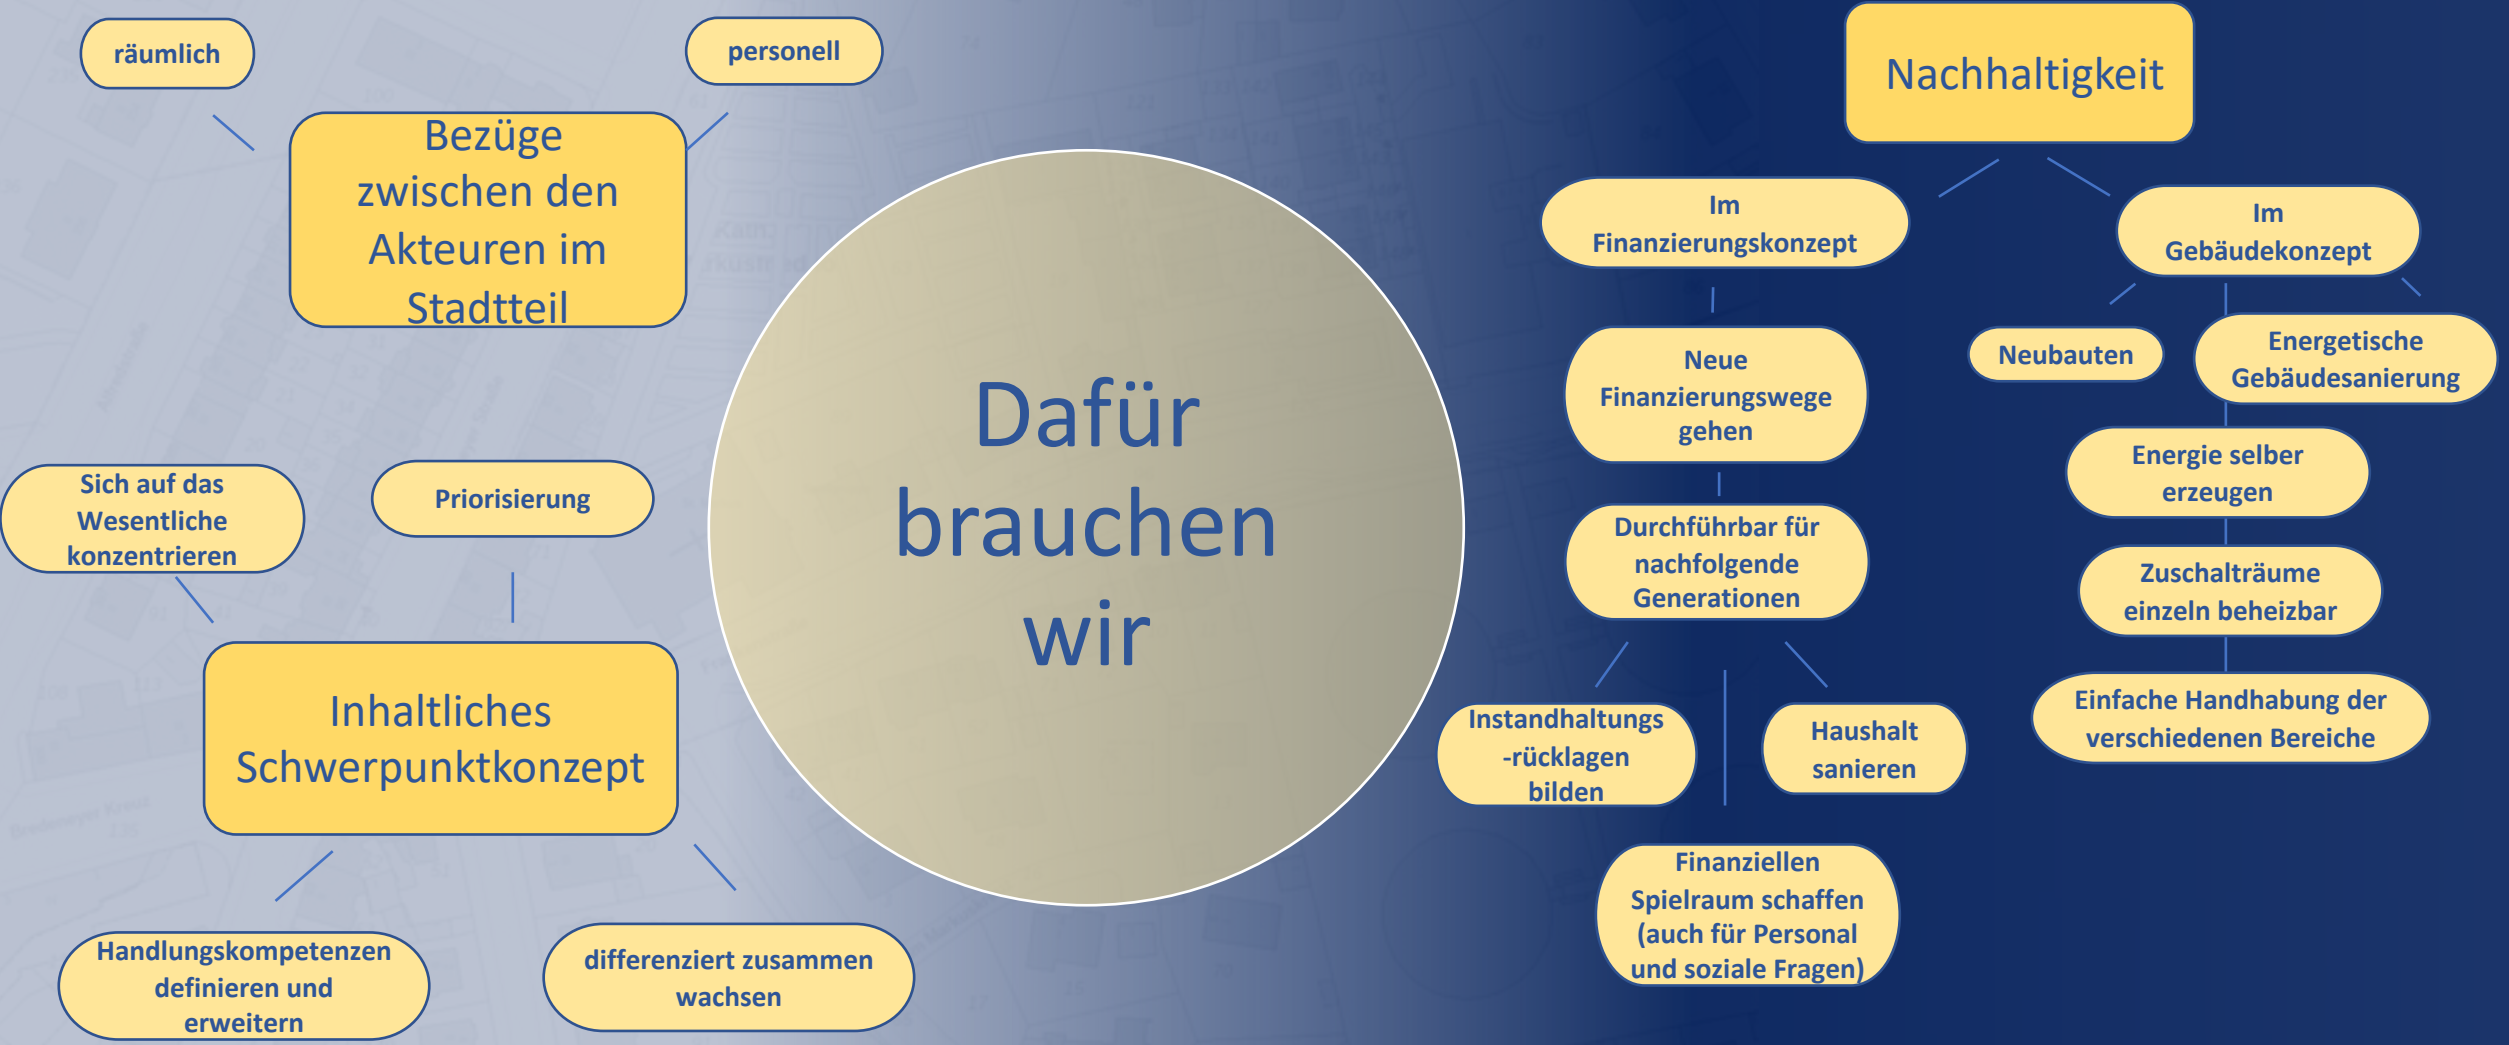 räumlich
personell
Bezüge
zwischen den
Akteuren im
Stadtteil
Sich auf das
Wesentliche
konzentrieren
Priorisierung
Inhaltliches
Schwerpunktkonzept
Handlungskompetenzen
definieren und
erweitern
differenziert zusammen
wachsen
Dafür
brauchen
wir
Nachhaltigkeit
Im
Finanzierungskonzept
Neue
Finanzierungswege
gehen
Durchführbar für
nachfolgende
Generationen
Instandhaltungs
-rücklagen
bilden
Haushalt
sanieren
Finanziellen
Spielraum schaffen
(auch für Personal
und soziale Fragen)
Im
Gebäudekonzept
Neubauten
Energetische
Gebäudesanierung
Energie selber
erzeugen
Zuschalträume
einzeln beheizbar
Einfache Handhabung der
verschiedenen Bereiche